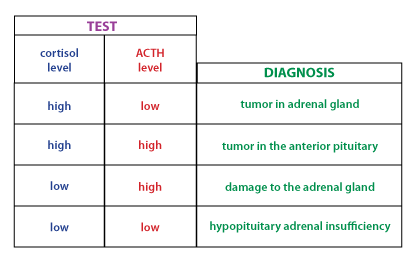 TEST
cortisol level
ACTH level
DIAGNOSIS
high low tumor in adrenal gland
high high tumor in the anterior pituitary
low high damage to the adrenal gland
low low hypopituitary adrenal insufficiency